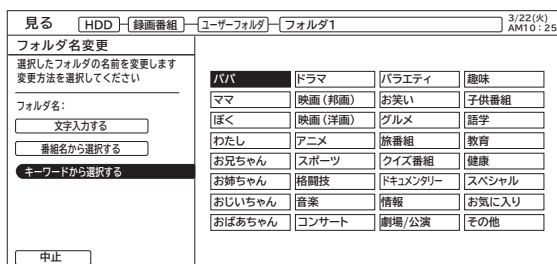 見る HDD 録画番組 ユーザーフォルダ フォルダ1 3/22(火) AM10:25
フォルダ名変更
選択したフォルダの名前を変更します
変更方法を選択してください
フォルダ名:
文字入力する
番組名から選択する
キーワードから選択する
中止
パパ ドラマ バラエティ 趣味
ママ 映画(邦画) お笑い 子供番組
ぼく 映画(洋画) グルメ 語学
わたし アニメ 旅番組 教育
お兄ちゃん スポーツ クイズ番組 健康
お姉ちゃん 格闘技 ドキュメンタリー スペシャル
おじいちゃん 音楽 情報 お気に入り
おばあちゃん コンサート 劇場/公演 その他